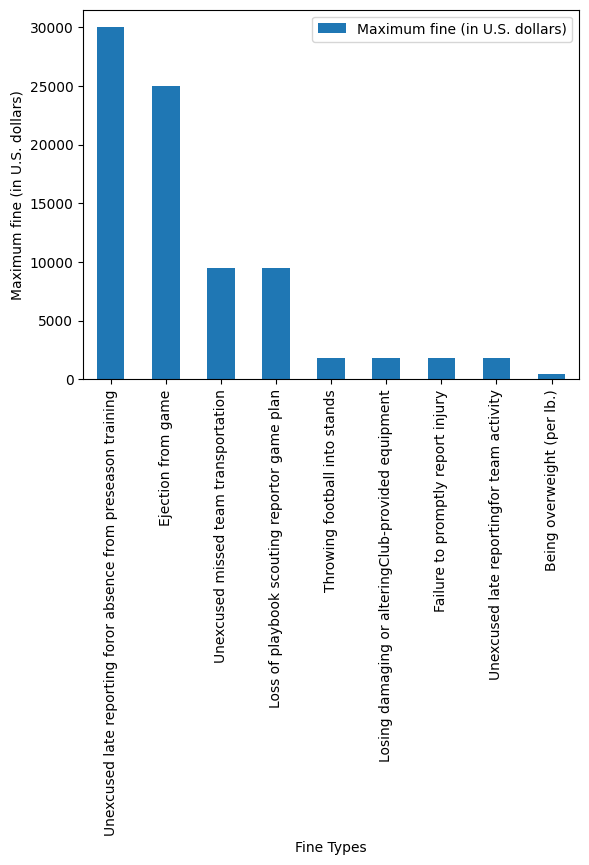 Maximum fine (in U.S. dollars)
30000
25000
20000
15000
10000
5000
0
Maximum fine (in U.S. dollars)
Unexcused late reporting foror absence from preseason training
Ejection from game
Unexcused missed team transportation
Loss of playbook scouting reportor game plan
Throwing football into stands
Losing damaging or alteringClub-provided equipment
Failure to promptly report injury
Unexcused late reportingfor team activity
Being overweight (per lb.)
Fine Types